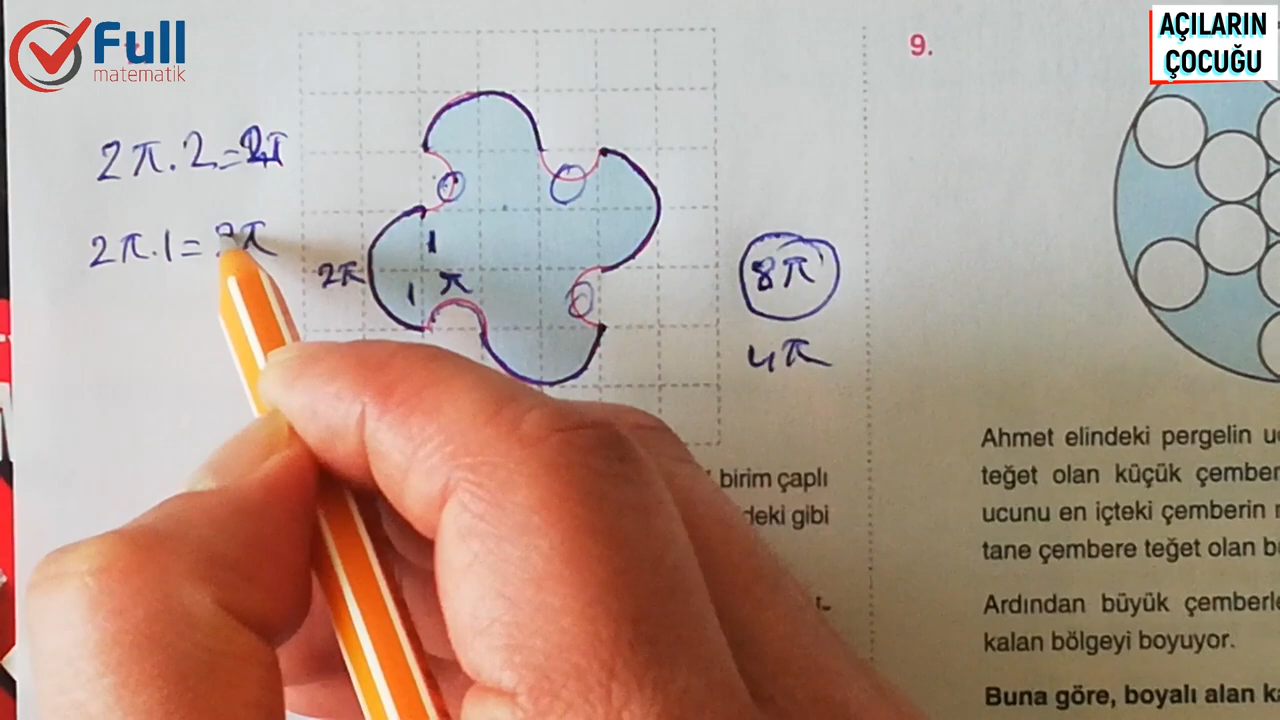 Full
matematik
AÇILARIN
ÇOCUĞU
9.
2π.2=
2π.1=2π
2π
1
1
π
8π
4π
birim çaplı
deki gibi
Ahmet elindeki pergelin
teğet olan küçük çember
ucunu en içteki çemberin
tane çembere teğet olan
Ardından büyük çemberle
kalan bölgeyi boyuyor.
Buna göre, boyalı alan